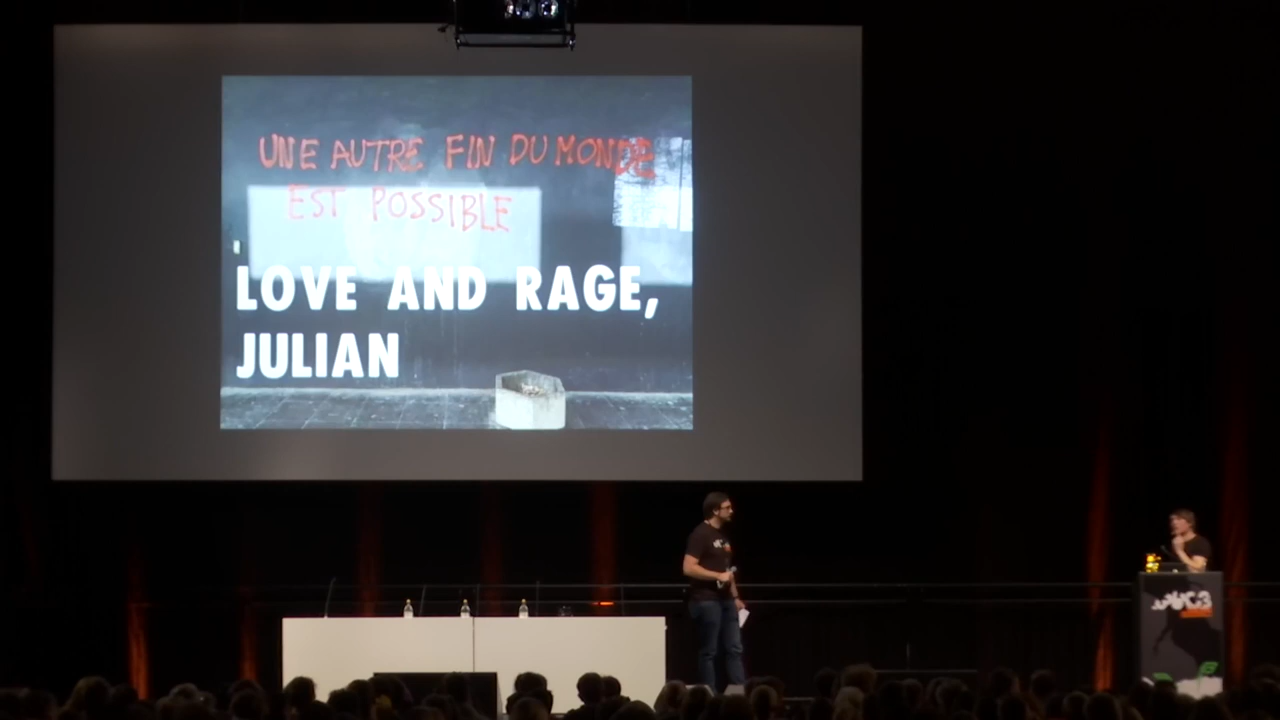 UNE AUTRE FIN DU MONDE
EST POSSIBLE
LOVE AND RAGE,
JULIAN